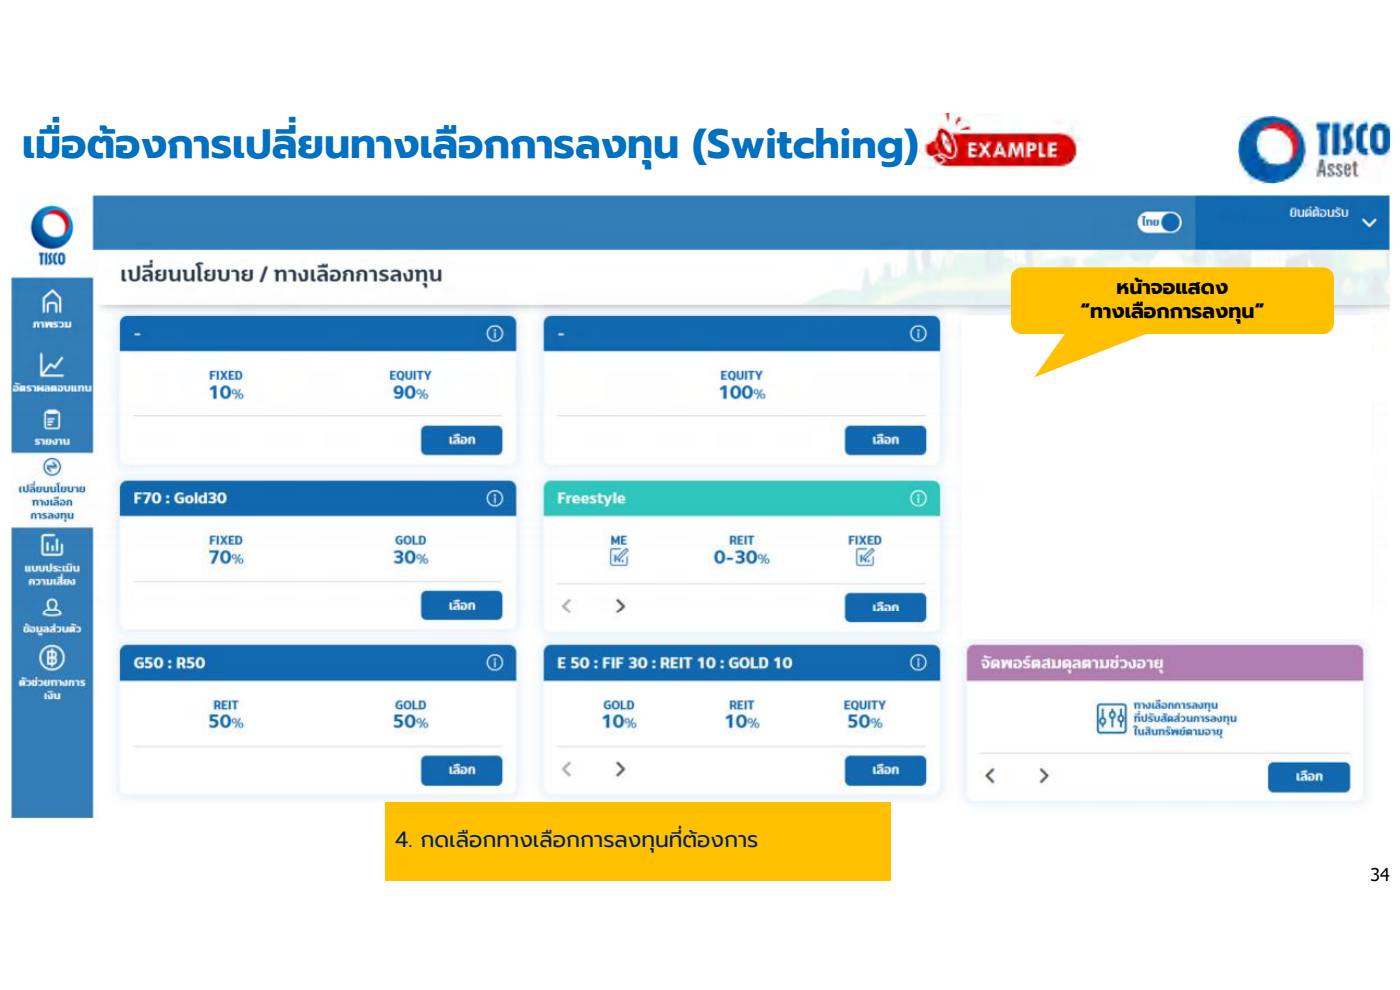 เมื่อต้องการเปลี่ยนทางเลือกการลงทุน (Switching)
EXAMPLE
TISCO
Asset
TISCO
ไทย
ยินดีต้อนรับ
เปลี่ยนนโยบาย / ทางเลือกการลงทุน
หน้าจอแสดง
“ทางเลือกการลงทุน”
ภาพรวม
อัตราผลตอบแทน
รายงาน
เปลี่ยนนโยบาย
ทางเลือก
การลงทุน
แบบประเมิน
ความเสี่ยง
ข้อมูลส่วนตัว
ตัวช่วยทางการ
เงิน
-
FIXED EQUITY
10% 90%
เลือก
-
EQUITY
100%
เลือก
F70 : Gold30
FIXED GOLD
70% 30%
เลือก
Freestyle
ME REIT FIXED
0-30%
เลือก
G50 : R50
REIT GOLD
50% 50%
เลือก
E 50 : FIF 30 : REIT 10 : GOLD 10
GOLD REIT EQUITY
10% 10% 50%
เลือก
จัดพอร์ตสมดุลตามช่วงอายุ
ทางเลือกการลงทุน
ที่ปรับสัดส่วนการลงทุน
ในสินทรัพย์ตามอายุ
เลือก
4. กดเลือกทางเลือกการลงทุนที่ต้องการ
34